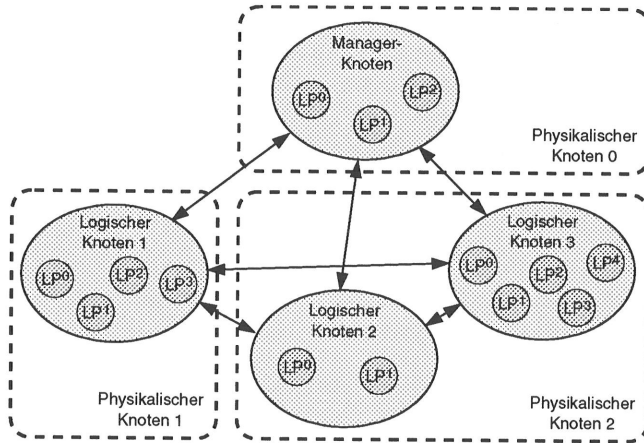 Manager-
Knoten
LP0
LP1
LP2
Physikalischer
Knoten 0
Logischer
Knoten 1
LP0
LP1
LP2
LP3
Physikalischer
Knoten 1
Logischer
Knoten 2
LP0
LP1
Logischer
Knoten 3
LP0
LP1
LP2
LP3
LP4
Physikalischer
Knoten 2